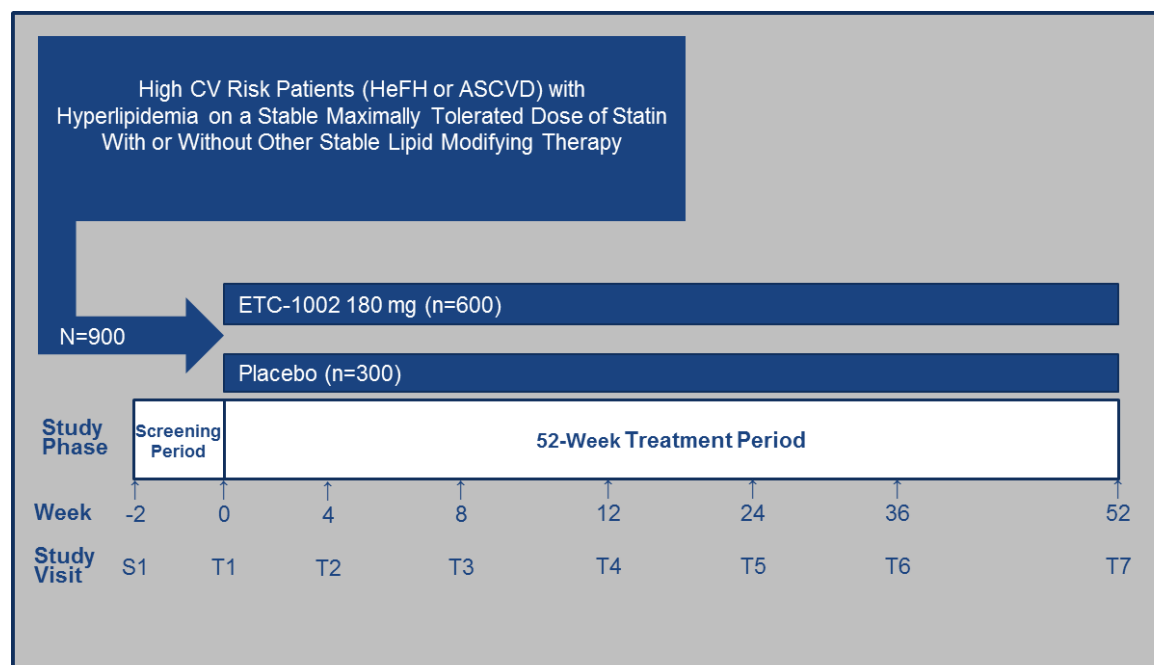 High CV Risk Patients (HeFH or ASCVD) with
Hyperlipidemia on a Stable Maximally Tolerated Dose of Statin
With or Without Other Stable Lipid Modifying Therapy
N=900
ETC-1002 180 mg (n=600)
Placebo (n=300)
Study
Phase
Screening
Period
52-Week Treatment Period
Week -2 0 4 8 12 24 36 52
Study
Visit S1 T1 T2 T3 T4 T5 T6 T7